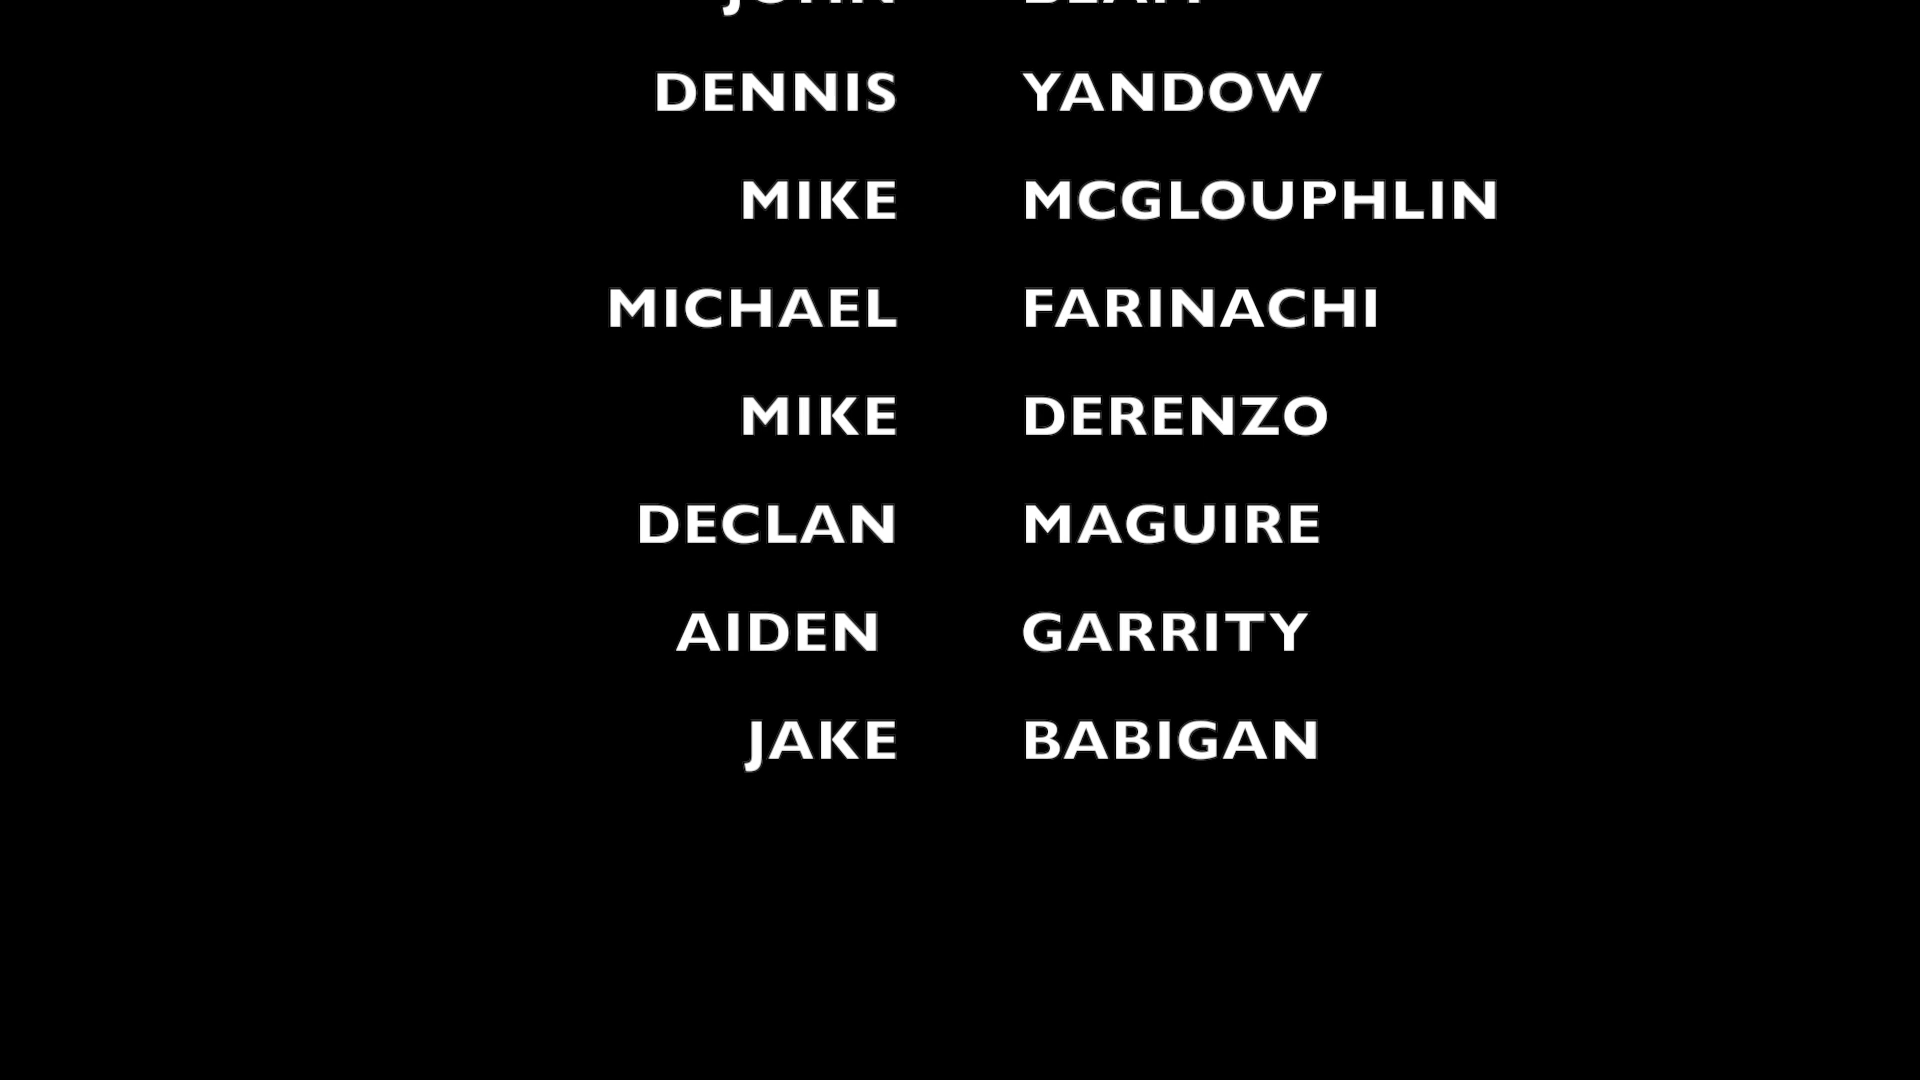 DENNIS YANDOW
MIKE MCGLOUPHLIN
MICHAEL FARINACHI
MIKE DERENZO
DECLAN MAGUIRE
AIDEN GARRITY
JAKE BABIGAN